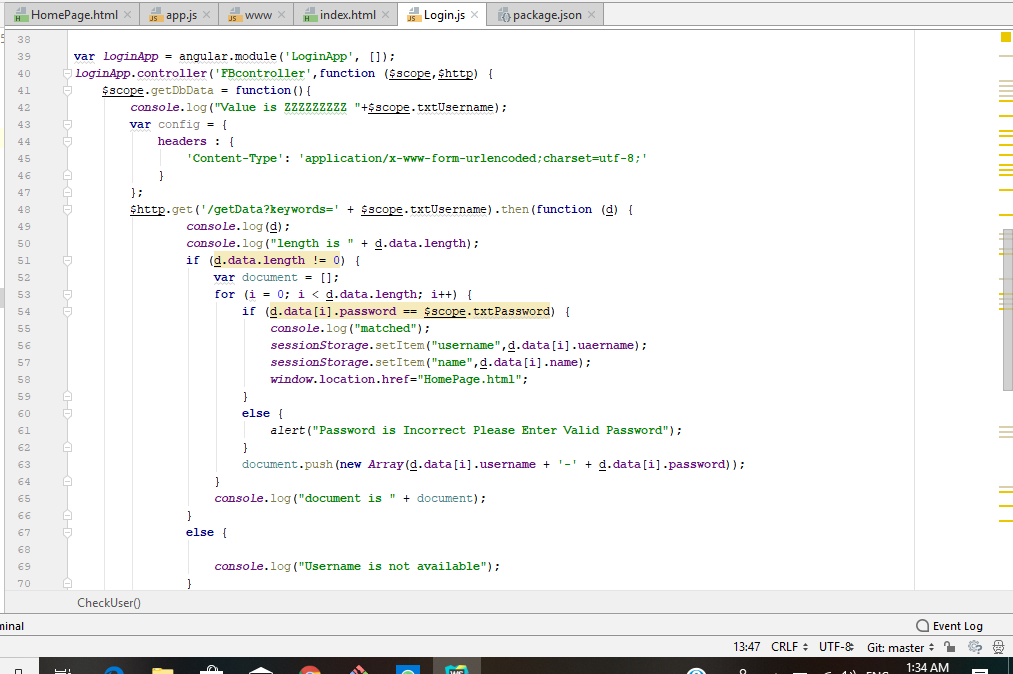 HomePage.html
app.js
www
index.html
Login.js
package.json
38
39 var loginApp = angular.module('LoginApp', []);
40 loginApp.controller('FBcontroller',function ($scope,$http) {
41 $scope.getDbData = function(){
42 console.log("Value is ZZZZZZZZZ "+$scope.txtUsername);
43 var config = {
44 headers : {
45 'Content-Type': 'application/x-www-form-urlencoded;charset=utf-8;'
46 }
47 };
48 $http.get('/getData?keywords=' + $scope.txtUsername).then(function (d) {
49 console.log(d);
50 console.log("length is " + d.data.length);
51 if (d.data.length != 0) {
52 var document = [];
53 for (i = 0; i < d.data.length; i++) {
54 if (d.data[i].password == $scope.txtPassword) {
55 console.log("matched");
56 sessionStorage.setItem("username",d.data[i].uaername);
57 sessionStorage.setItem("name",d.data[i].name);
58 window.location.href="HomePage.html";
59 }
60 else {
61 alert("Password is Incorrect Please Enter Valid Password");
62 }
63 document.push(new Array(d.data[i].username + '-' + d.data[i].password));
64 }
65 console.log("document is " + document);
66 }
67 else {
68
69 console.log("Username is not available");
70 }
CheckUser()
minal
Event Log
13:47 CRLF UTF-8 Git: master
1:34 AM